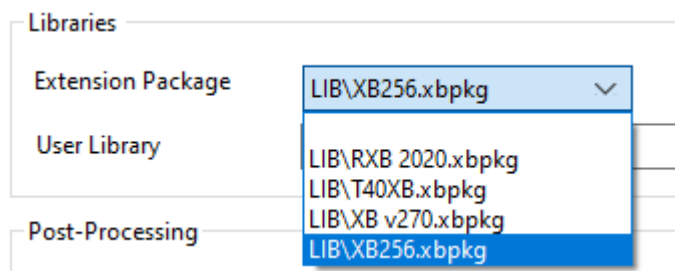 Libraries
Extension Package
LIB\XB256.xbpkg
User Library
LIB\RXB 2020.xbpkg
LIB\T40XB.xbpkg
LIB\XB v270.xbpkg
LIB\XB256.xbpkg
Post-Processing